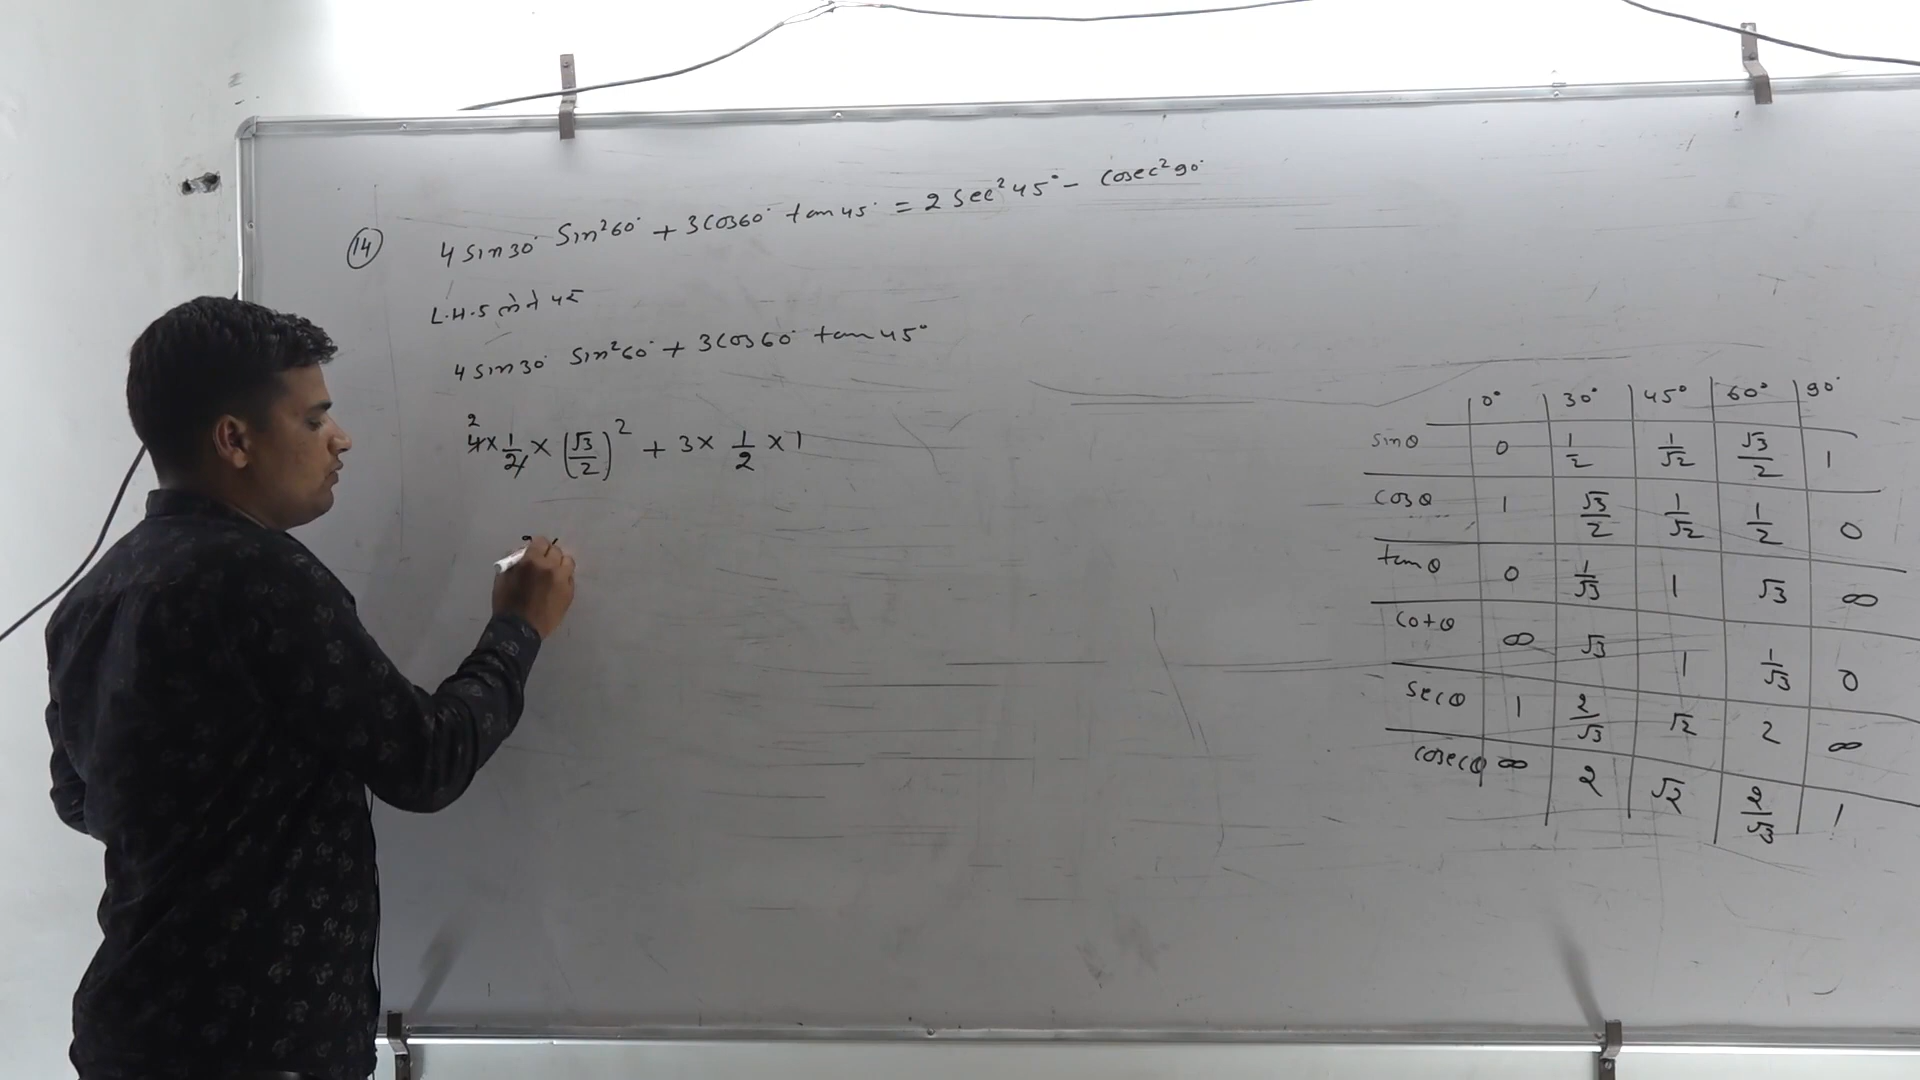 (14) 4 sin30° sin²60° + 3cos60° tan45° = 2 sec²45° - cosec²90°
L.H.S लेने पर
4 sin30° sin²60° + 3cos60° tan45°
2
4 × 1/2 × (√3/2)² + 3 × 1/2 × 1
0° 30° 45° 60° 90°
sinθ 0 1/2 1/√2 √3/2 1
cosθ 1 √3/2 1/√2 1/2 0
tanθ 0 1/√3 1 √3 ∞
cotθ ∞ √3 1 1/√3 0
secθ 1 2/√3 √2 2 ∞
cosecθ ∞ 2 √2 2/√3 1